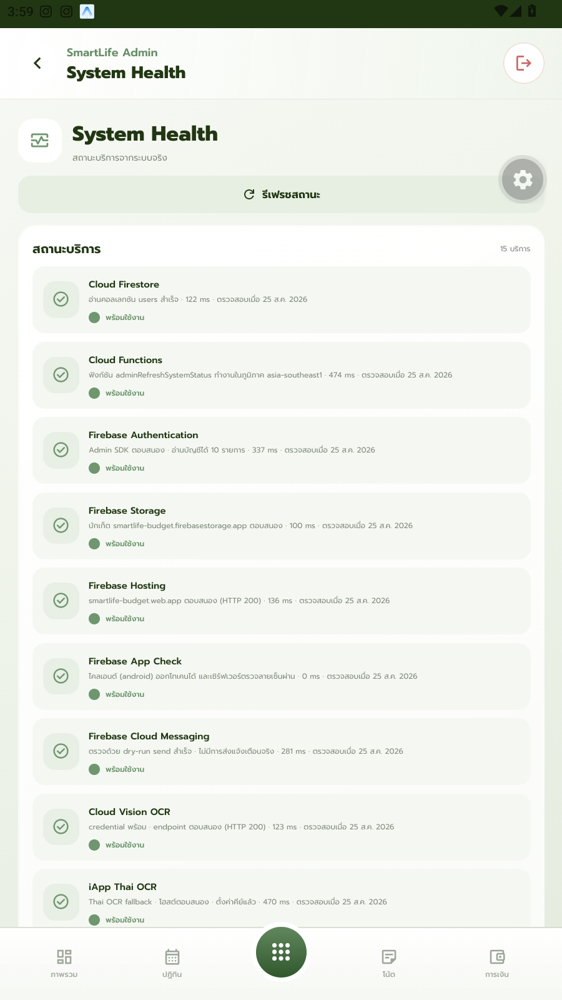 3:59
SmartLife Admin
System Health
System Health
สถานะบริการจากระบบจริง
รีเฟรชสถานะ
สถานะบริการ
15 บริการ
Cloud Firestore
อ่านคอลเลกชัน users สำเร็จ · 122 ms · ตรวจสอบเมื่อ 25 ส.ค. 2026
พร้อมใช้งาน
Cloud Functions
ฟังก์ชัน adminRefreshSystemStatus ทำงานในภูมิภาค asia-southeast1 · 474 ms · ตรวจสอบเมื่อ 25 ส.ค. 2026
พร้อมใช้งาน
Firebase Authentication
Admin SDK ตอบสนอง · อ่านบัญชีได้ 10 รายการ · 337 ms · ตรวจสอบเมื่อ 25 ส.ค. 2026
พร้อมใช้งาน
Firebase Storage
บักเก็ต smartlife-budget.firebasestorage.app ตอบสนอง · 100 ms · ตรวจสอบเมื่อ 25 ส.ค. 2026
พร้อมใช้งาน
Firebase Hosting
smartlife-budget.web.app ตอบสนอง (HTTP 200) · 136 ms · ตรวจสอบเมื่อ 25 ส.ค. 2026
พร้อมใช้งาน
Firebase App Check
ไคลเอนต์ (android) ออกโทเคนได้ และเซิร์ฟเวอร์ตรวจลายเซ็นผ่าน · 0 ms · ตรวจสอบเมื่อ 25 ส.ค. 2026
พร้อมใช้งาน
Firebase Cloud Messaging
ตรวจด้วย dry-run send สำเร็จ · ไม่มีการส่งแจ้งเตือนจริง · 281 ms · ตรวจสอบเมื่อ 25 ส.ค. 2026
พร้อมใช้งาน
Cloud Vision OCR
credential พร้อม · endpoint ตอบสนอง (HTTP 200) · 123 ms · ตรวจสอบเมื่อ 25 ส.ค. 2026
พร้อมใช้งาน
iApp Thai OCR
Thai OCR fallback · โฮสต์ตอบสนอง · ตั้งค่าคีย์แล้ว · 470 ms · ตรวจสอบเมื่อ 25 ส.ค. 2026
พร้อมใช้งาน
ภาพรวม
ปฏิทิน
โน้ต
การเงิน